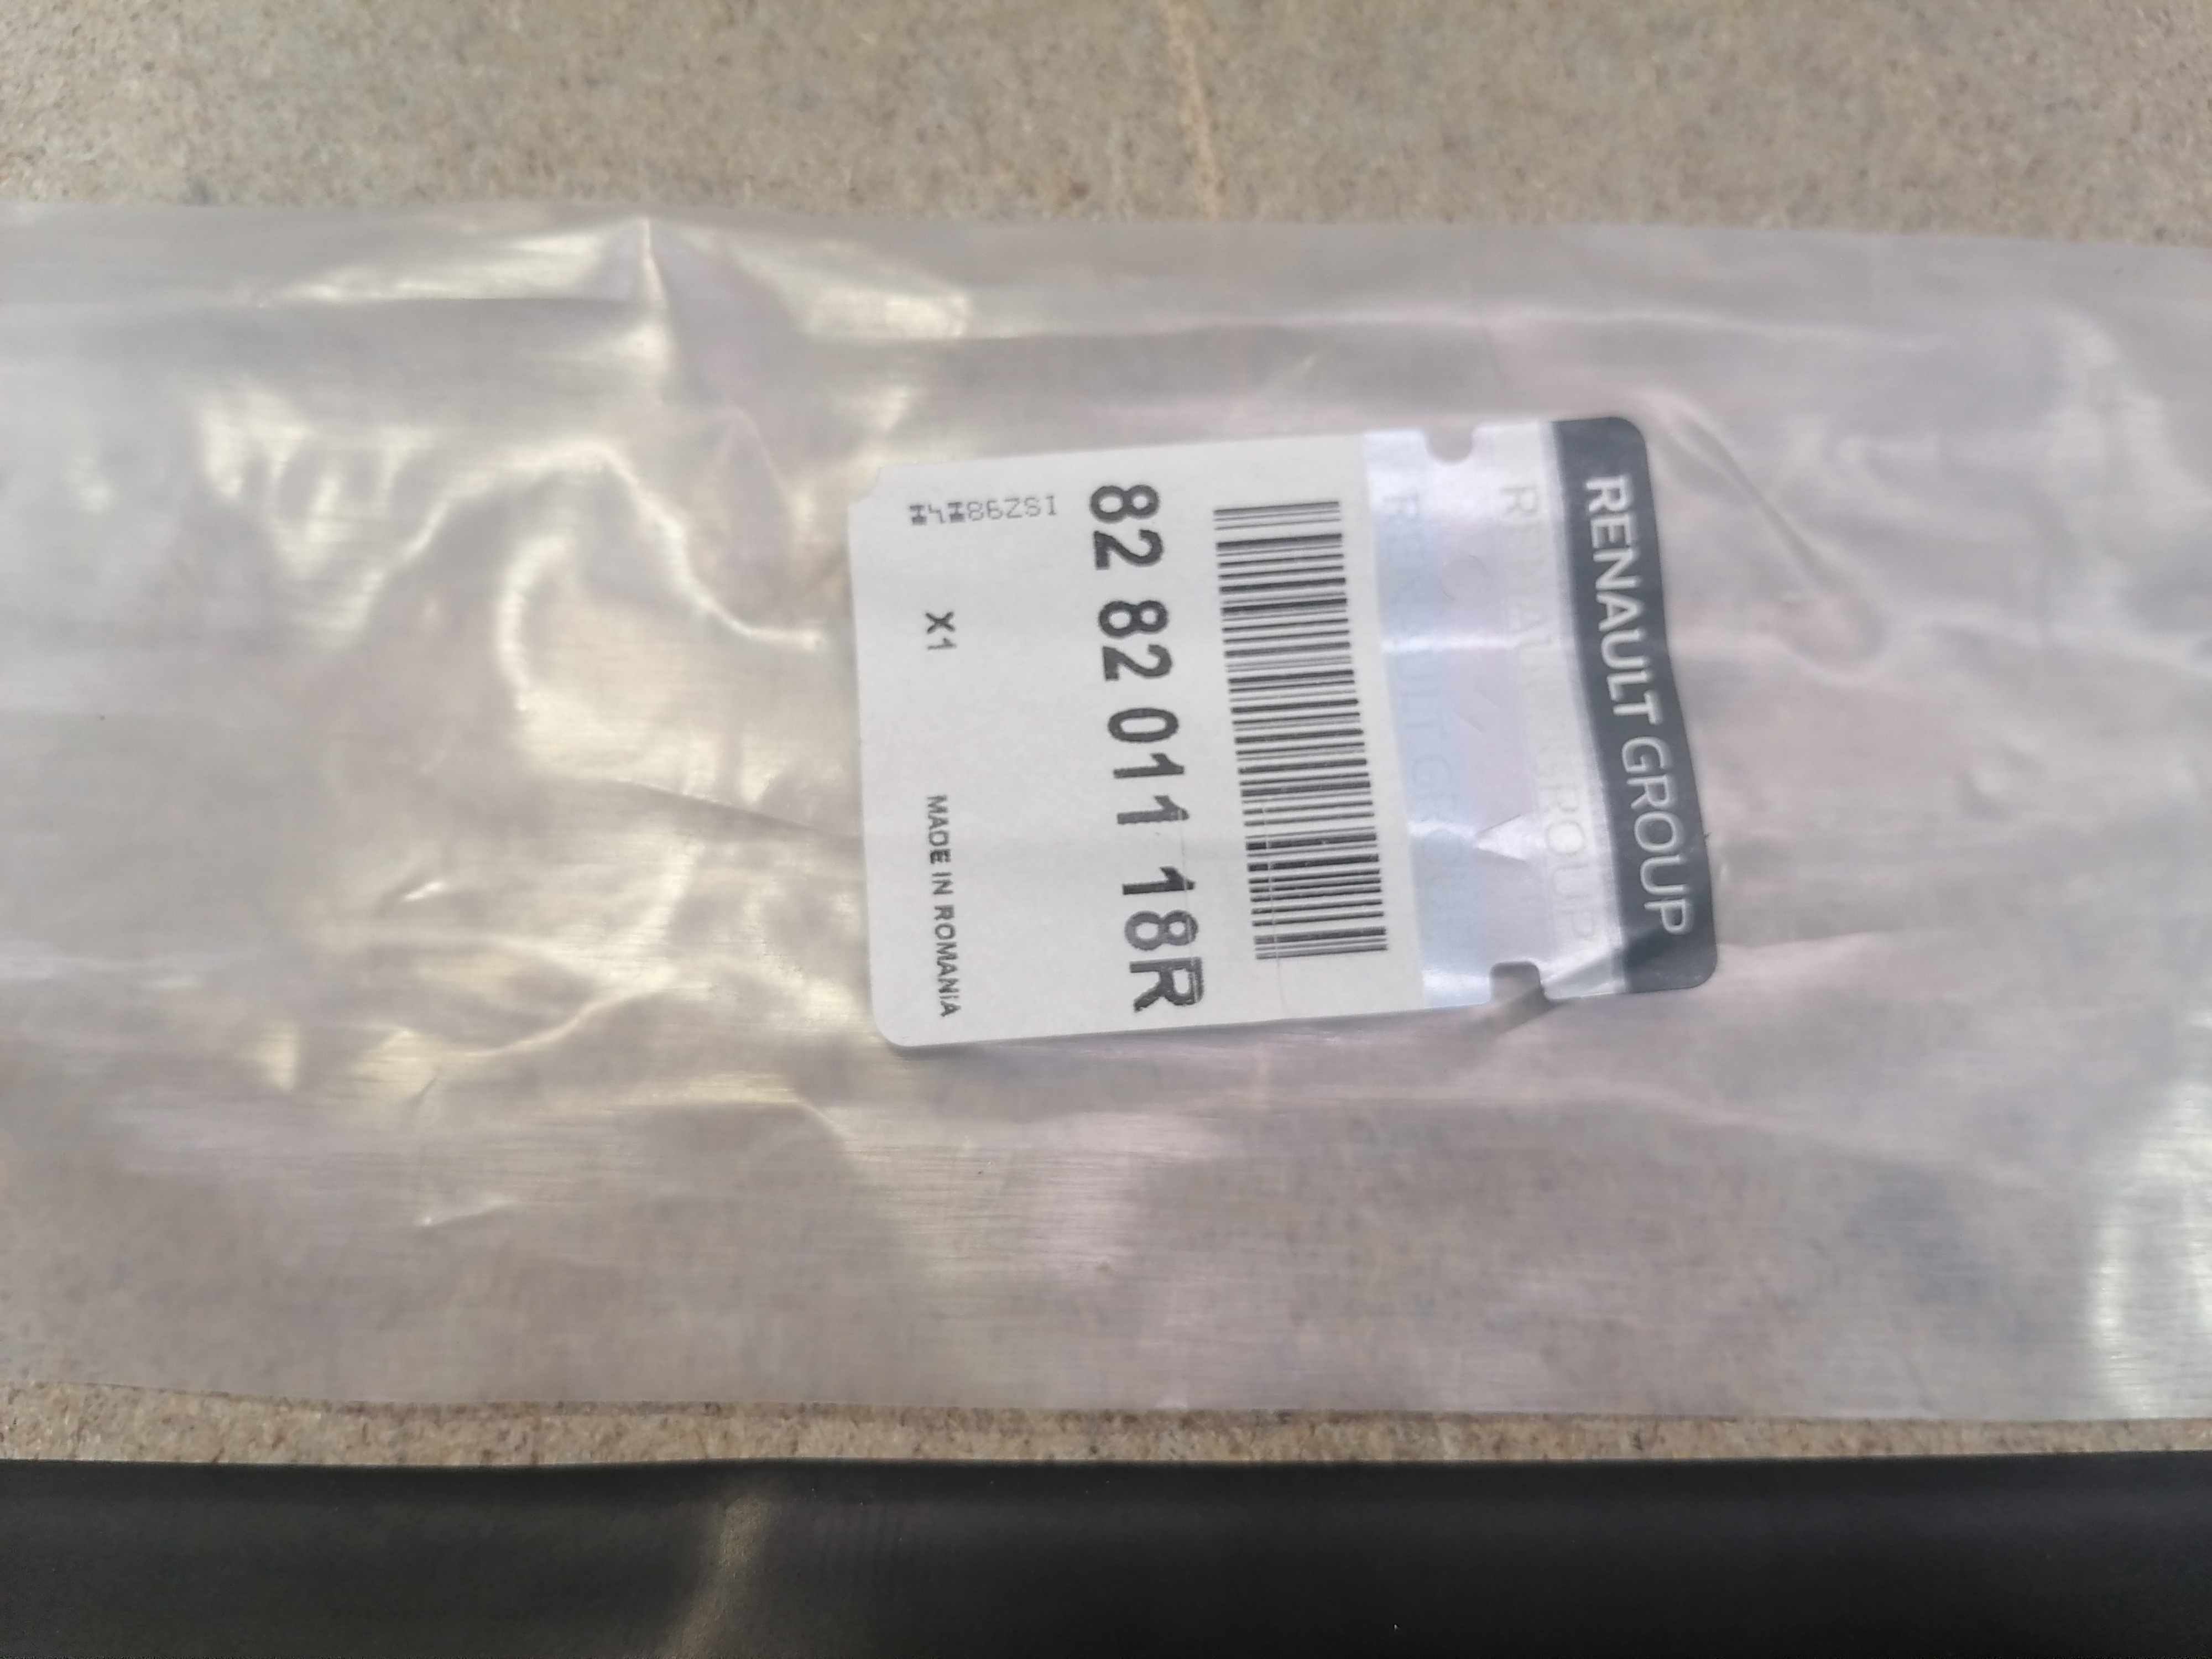 RENAULT GROUP
82 82 011 18R
X1
MADE IN ROMANIA